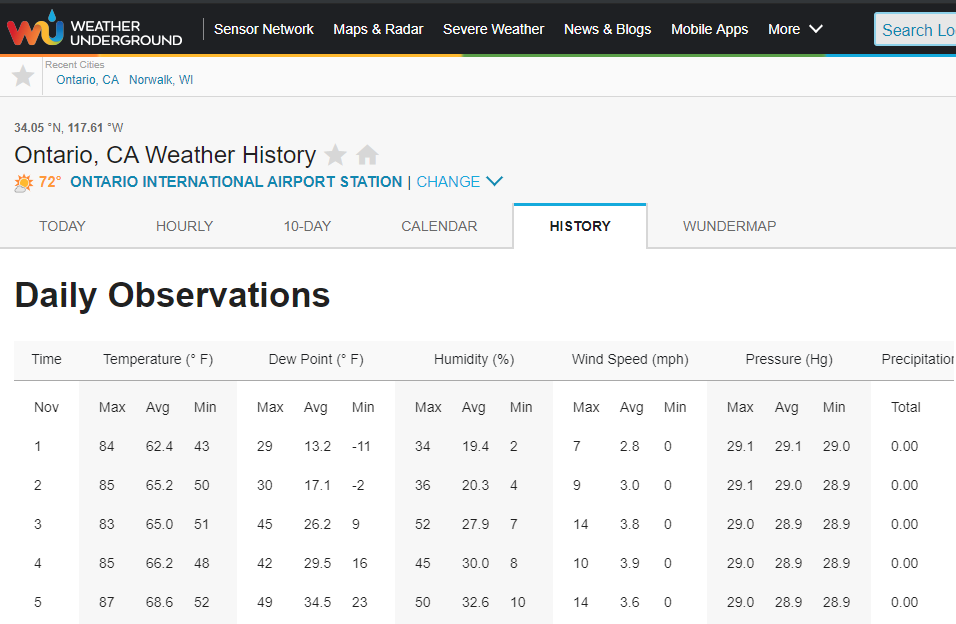 WEATHER UNDERGROUND
Sensor Network Maps & Radar Severe Weather News & Blogs Mobile Apps More Search Lo
Recent Cities
Ontario, CA Norwalk, WI
34.05 °N, 117.61 °W
Ontario, CA Weather History
72° ONTARIO INTERNATIONAL AIRPORT STATION | CHANGE
TODAY HOURLY 10-DAY CALENDAR HISTORY WUNDERMAP
Daily Observations
Time Temperature (° F) Dew Point (° F) Humidity (%) Wind Speed (mph) Pressure (Hg) Precipitation
Nov Max Avg Min Max Avg Min Max Avg Min Max Avg Min Max Avg Min Total
1 84 62.4 43 29 13.2 -11 34 19.4 2 7 2.8 0 29.1 29.1 29.0 0.00
2 85 65.2 50 30 17.1 -2 36 20.3 4 9 3.0 0 29.1 29.0 28.9 0.00
3 83 65.0 51 45 26.2 9 52 27.9 7 14 3.8 0 29.0 28.9 28.9 0.00
4 85 66.2 48 42 29.5 16 45 30.0 8 10 3.9 0 29.0 28.9 28.9 0.00
5 87 68.6 52 49 34.5 23 50 32.6 10 14 3.6 0 29.0 28.9 28.9 0.00